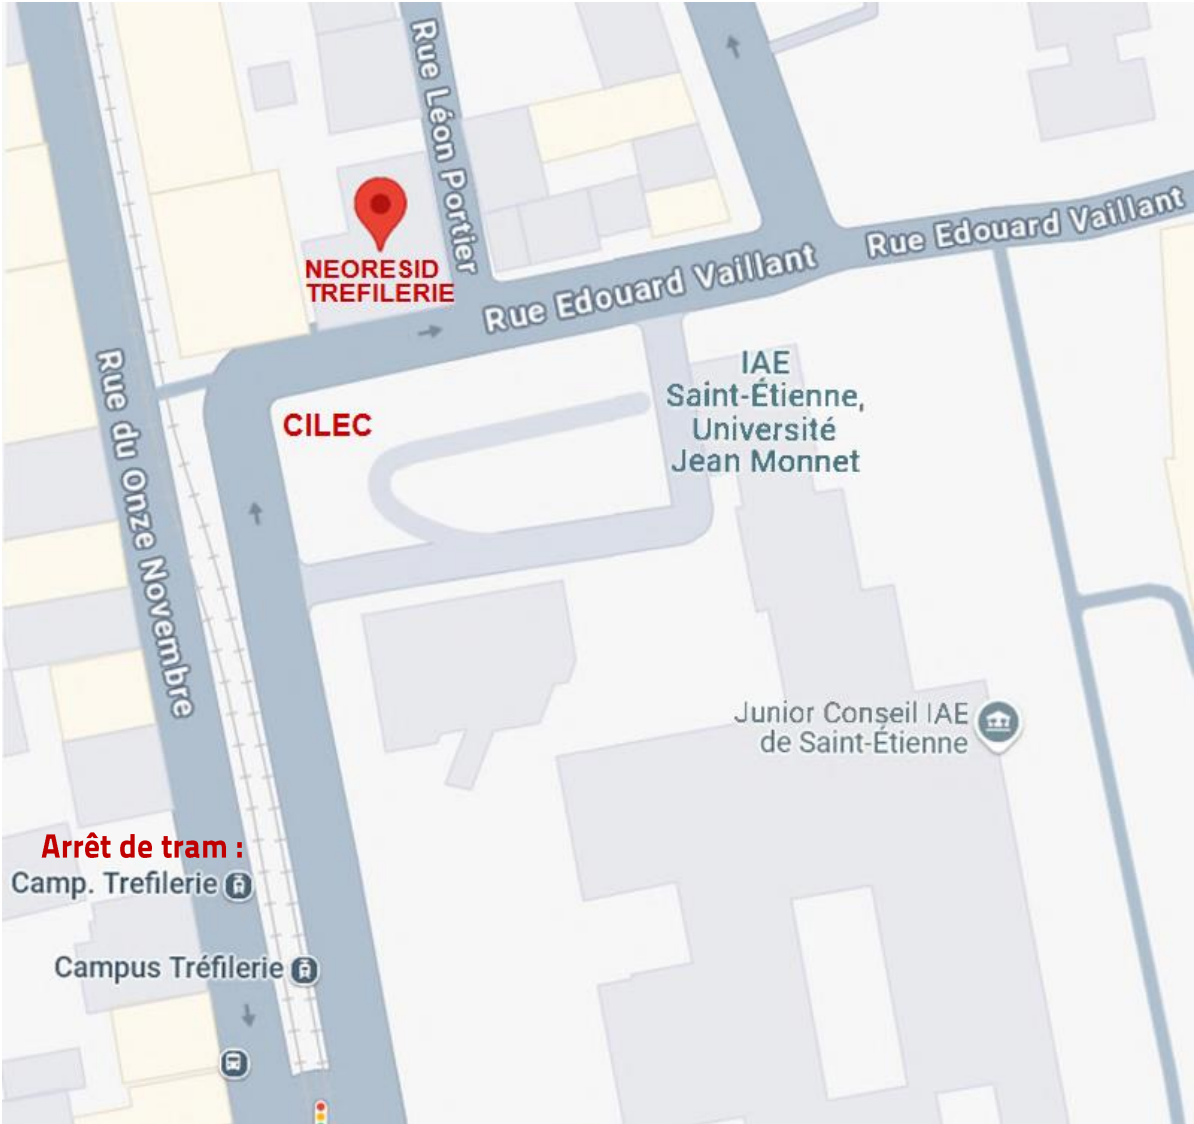 Rue Léon Portier
NEORESID
TREFILERIE
Rue Edouard Vaillant
Rue Edouard Vaillant
Rue du Onze Novembre
CILEC
IAE
Saint-Étienne,
Université
Jean Monnet
Junior Conseil IAE
de Saint-Étienne
Arrêt de tram :
Camp. Trefilerie
Campus Tréfilerie